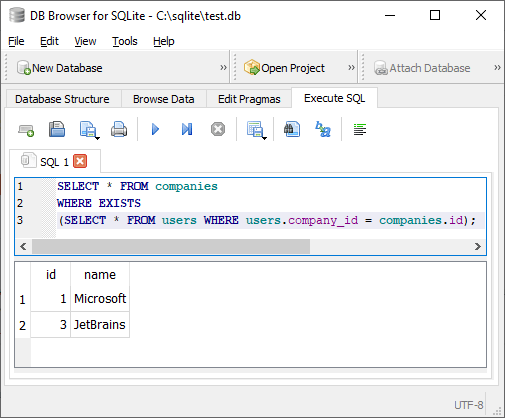 DB Browser for SQLite - C:\sqlite\test.db
File Edit View Tools Help
New Database » Open Project » Attach Database »
Database Structure Browse Data Edit Pragmas Execute SQL
SQL 1
1 SELECT * FROM companies
2 WHERE EXISTS
3 (SELECT * FROM users WHERE users.company_id = companies.id);
id name
1 1 Microsoft
2 3 JetBrains
UTF-8